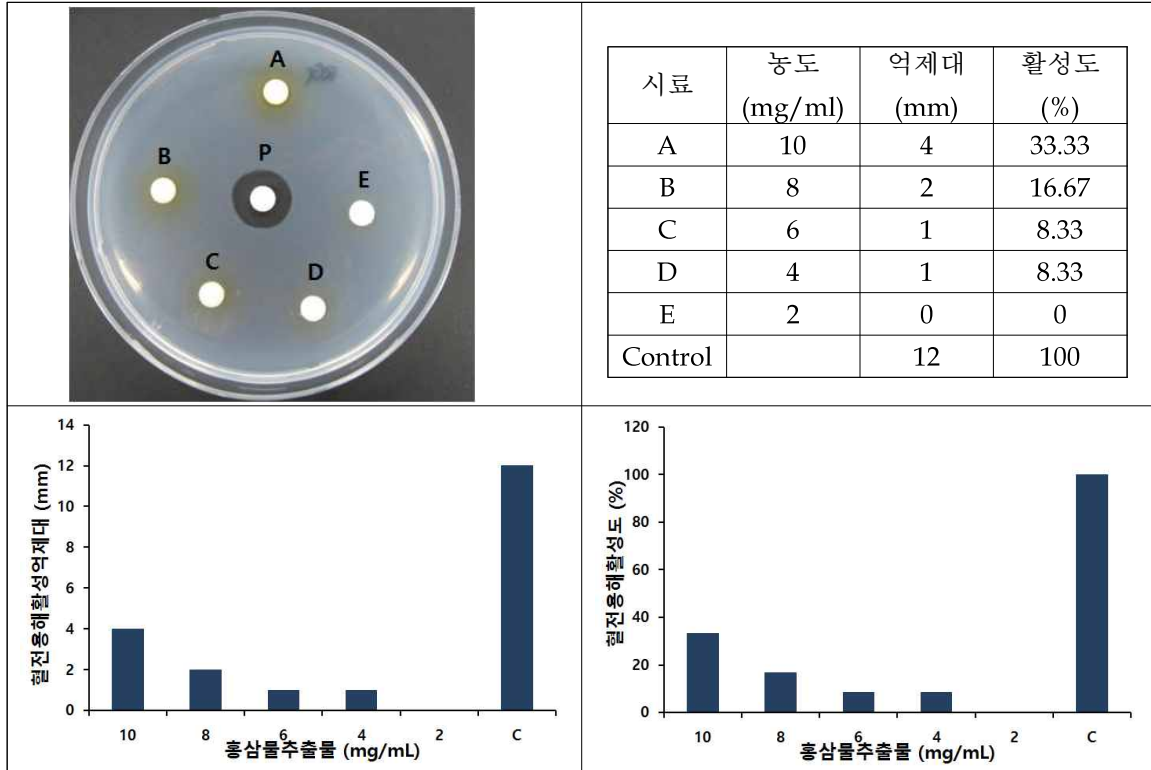 A
B
P
E
C
D
시료 농도 (mg/ml) 억제대 (mm) 활성도 (%)
A 10 4 33.33
B 8 2 16.67
C 6 1 8.33
D 4 1 8.33
E 2 0 0
Control 12 100
혈전용해활성억제대 (mm)
14
12
10
8
6
4
2
0
10 8 6 4 2 C
홍삼물추출물 (mg/mL)
혈전용해활성도 (%)
120
100
80
60
40
20
0
10 8 6 4 2 C
홍삼물추출물 (mg/mL)